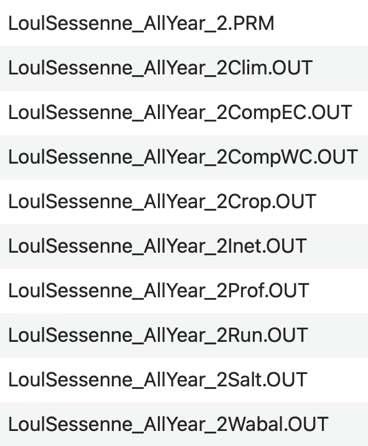 LoulSessenne_AllYear_2.PRM
LoulSessenne_AllYear_2Clim.OUT
LoulSessenne_AllYear_2CompEC.OUT
LoulSessenne_AllYear_2CompWC.OUT
LoulSessenne_AllYear_2Crop.OUT
LoulSessenne_AllYear_2Inet.OUT
LoulSessenne_AllYear_2Prof.OUT
LoulSessenne_AllYear_2Run.OUT
LoulSessenne_AllYear_2Salt.OUT
LoulSessenne_AllYear_2Wabal.OUT